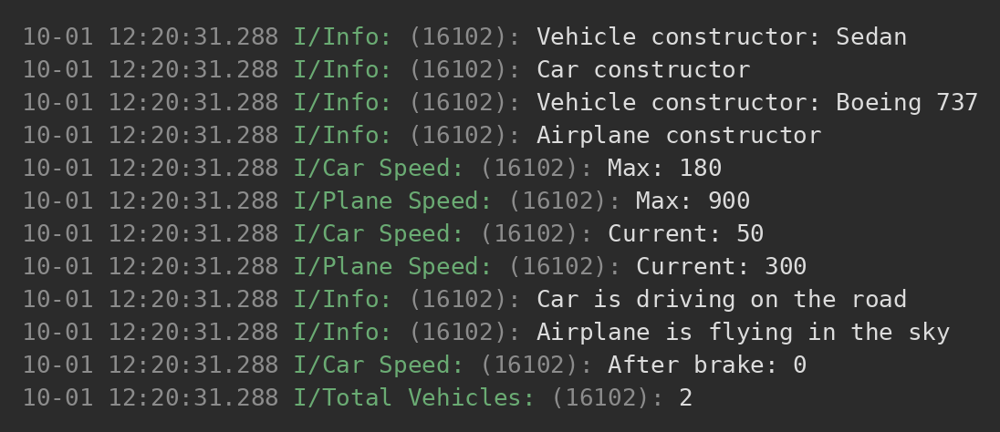 10-01 12:20:31.288 I/Info: (16102): Vehicle constructor: Sedan
10-01 12:20:31.288 I/Info: (16102): Car constructor
10-01 12:20:31.288 I/Info: (16102): Vehicle constructor: Boeing 737
10-01 12:20:31.288 I/Info: (16102): Airplane constructor
10-01 12:20:31.288 I/Car Speed: (16102): Max: 180
10-01 12:20:31.288 I/Plane Speed: (16102): Max: 900
10-01 12:20:31.288 I/Car Speed: (16102): Current: 50
10-01 12:20:31.288 I/Plane Speed: (16102): Current: 300
10-01 12:20:31.288 I/Info: (16102): Car is driving on the road
10-01 12:20:31.288 I/Info: (16102): Airplane is flying in the sky
10-01 12:20:31.288 I/Car Speed: (16102): After brake: 0
10-01 12:20:31.288 I/Total Vehicles: (16102): 2